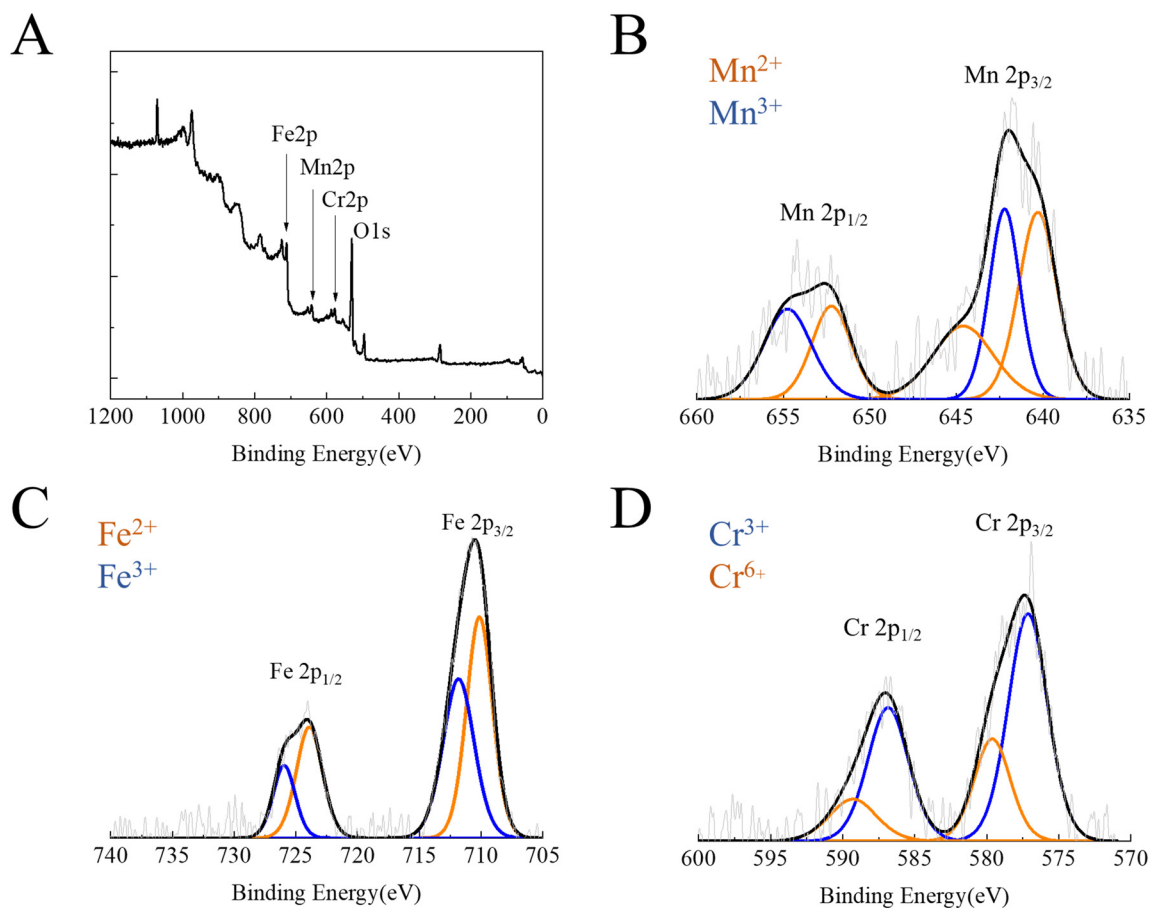 A
Fe2p
Mn2p
Cr2p
O1s
1200 1000 800 600 400 200 0
Binding Energy(eV)
B
Mn²⁺
Mn³⁺
Mn 2p₃/₂
Mn 2p₁/₂
660 655 650 645 640 635
Binding Energy(eV)
C
Fe²⁺
Fe³⁺
Fe 2p₃/₂
Fe 2p₁/₂
740 735 730 725 720 715 710 705
Binding Energy(eV)
D
Cr³⁺
Cr⁶⁺
Cr 2p₃/₂
Cr 2p₁/₂
600 595 590 585 580 575 570
Binding Energy(eV)